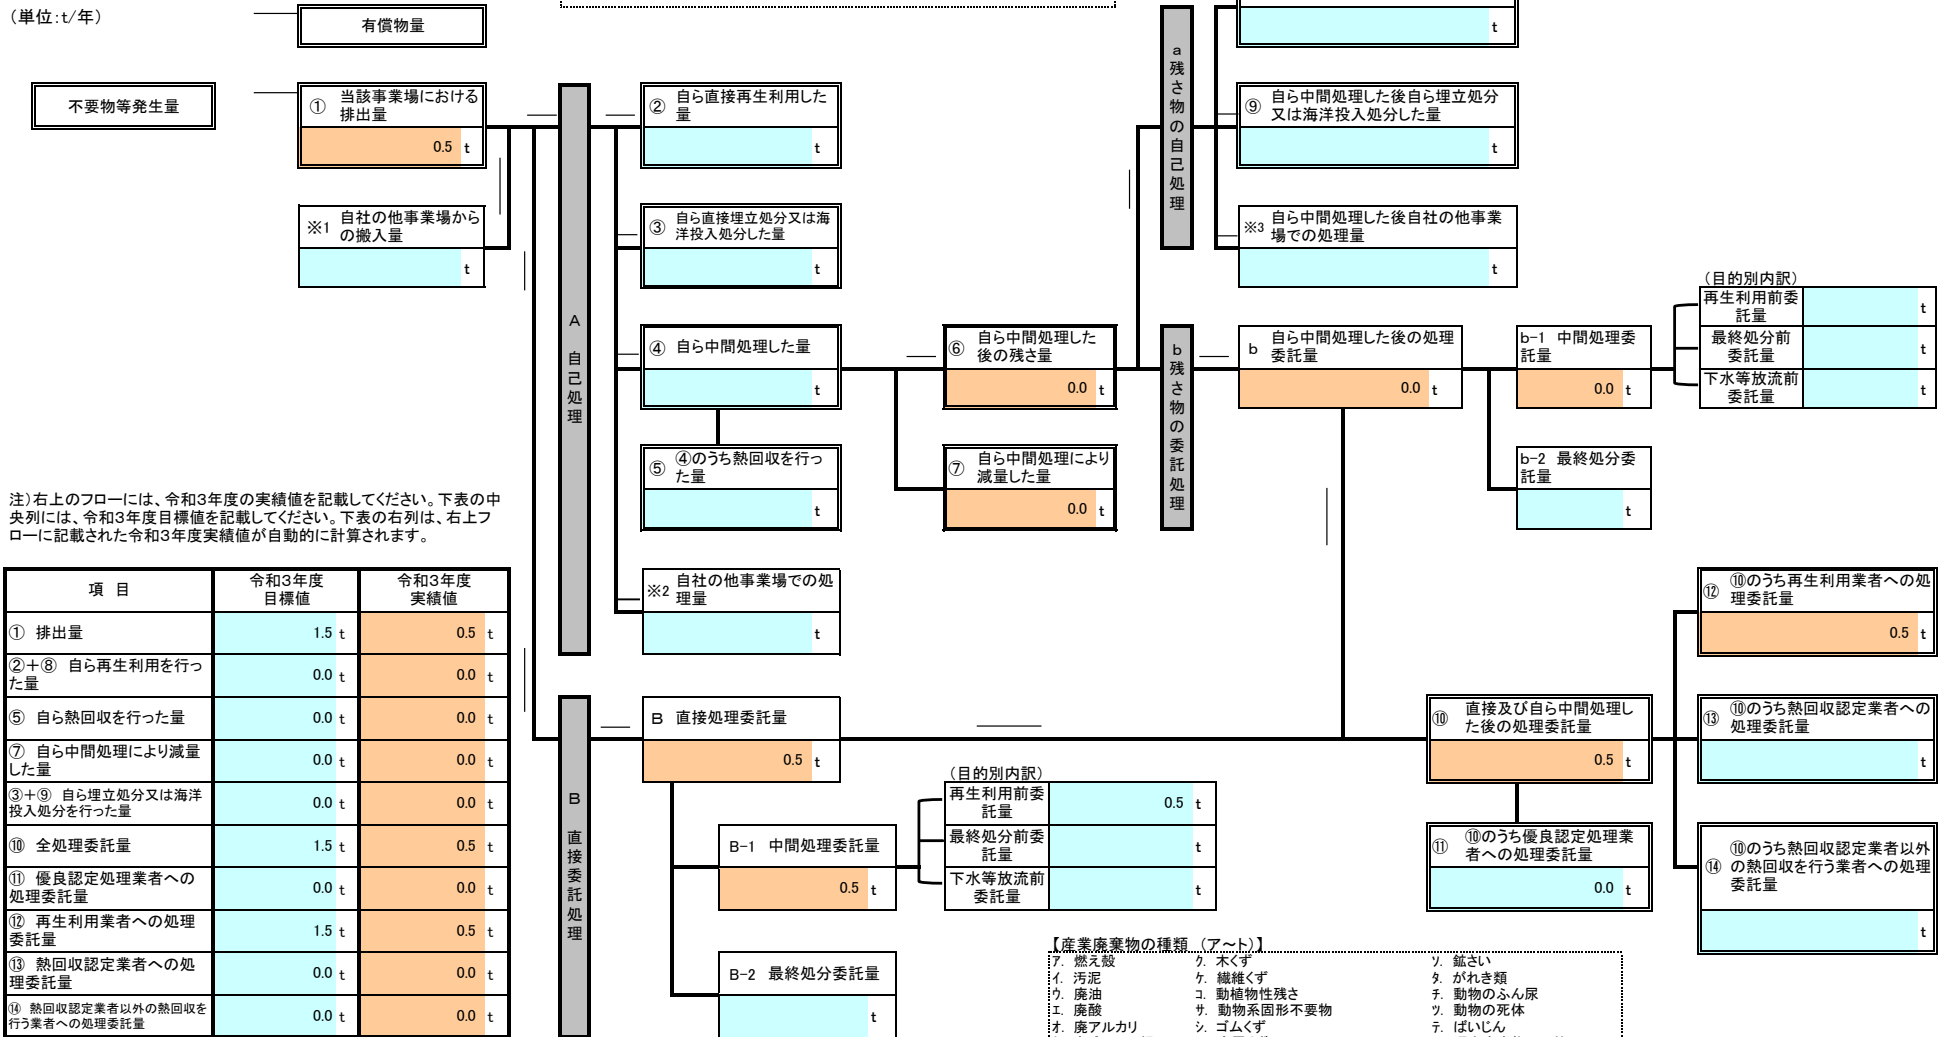 (単位:t/年)
有償物量
t
不要物等発生量
① 当該事業場における
排出量
0.5 t
② 自ら直接再生利用した
量
t
a 残さ物の自己処理
⑨ 自ら中間処理した後自ら埋立処分
又は海洋投入処分した量
t
※1 自社の他事業場から
の搬入量
t
③ 自ら直接埋立処分又は海
洋投入処分した量
t
※3 自ら中間処理した後自社の他事業
場での処理量
t
A 自己処理
④ 自ら中間処理した量
t
⑥ 自ら中間処理した
後の残さ量
0.0 t
b 残さ物の委託処理
b 自ら中間処理した後の処理
委託量
0.0 t
b-1 中間処理委
託量
0.0 t
(目的別内訳)
再生利用前委
託量 t
最終処分前
委託量 t
下水等放流前
委託量 t
⑤ ④のうち熱回収を行っ
た量
t
⑦ 自ら中間処理により
減量した量
0.0 t
b-2 最終処分委
託量
t
注)右上のフローには、令和3年度の実績値を記載してください。下表の中
央列には、令和3年度目標値を記載してください。下表の右列は、右上フ
ローに記載された令和3年度実績値が自動的に計算されます。
※2 自社の他事業場での処
理量
t
項 目 令和3年度 目標値 令和3年度 実績値
① 排出量 1.5 t 0.5 t
②+⑧ 自ら再生利用を行っ
た量 0.0 t 0.0 t
⑤ 自ら熱回収を行った量 0.0 t 0.0 t
⑦ 自ら中間処理により減量
した量 0.0 t 0.0 t
③+⑨ 自ら埋立処分又は海洋
投入処分を行った量 0.0 t 0.0 t
⑩ 全処理委託量 1.5 t 0.5 t
⑪ 優良認定処理業者への
処理委託量 0.0 t 0.0 t
⑫ 再生利用業者への処理
委託量 1.5 t 0.5 t
⑬ 熱回収認定業者への処
理委託量 0.0 t 0.0 t
⑭ 熱回収認定業者以外の熱回収を
行う業者への処理委託量 0.0 t 0.0 t
B 直接委託処理
B 直接処理委託量
0.5 t
B-1 中間処理委託量
0.5 t
(目的別内訳)
再生利用前委
託量 0.5 t
最終処分前委
託量 t
下水等放流前
委託量 t
B-2 最終処分委託量
t
⑩ 直接及び自ら中間処理し
た後の処理委託量
0.5 t
⑪ ⑩のうち優良認定処理業
者への処理委託量
0.0 t
⑫ ⑩のうち再生利用業者への処
理委託量
0.5 t
⑬ ⑩のうち熱回収認定業者への
処理委託量
t
⑭ ⑩のうち熱回収認定業者以外
の熱回収を行う業者への処理
委託量
t
【産業廃棄物の種類 (ア~ト)】
ア. 燃え殻 ク. 木くず ソ. 鉱さい
イ. 汚泥 ケ. 繊維くず タ. がれき類
ウ. 廃油 コ. 動植物性残さ チ. 動物のふん尿
エ. 廃酸 サ. 動物系固形不要物 ツ. 動物の死体
オ. 廃アルカリ シ. ゴムくず テ. ばいじん